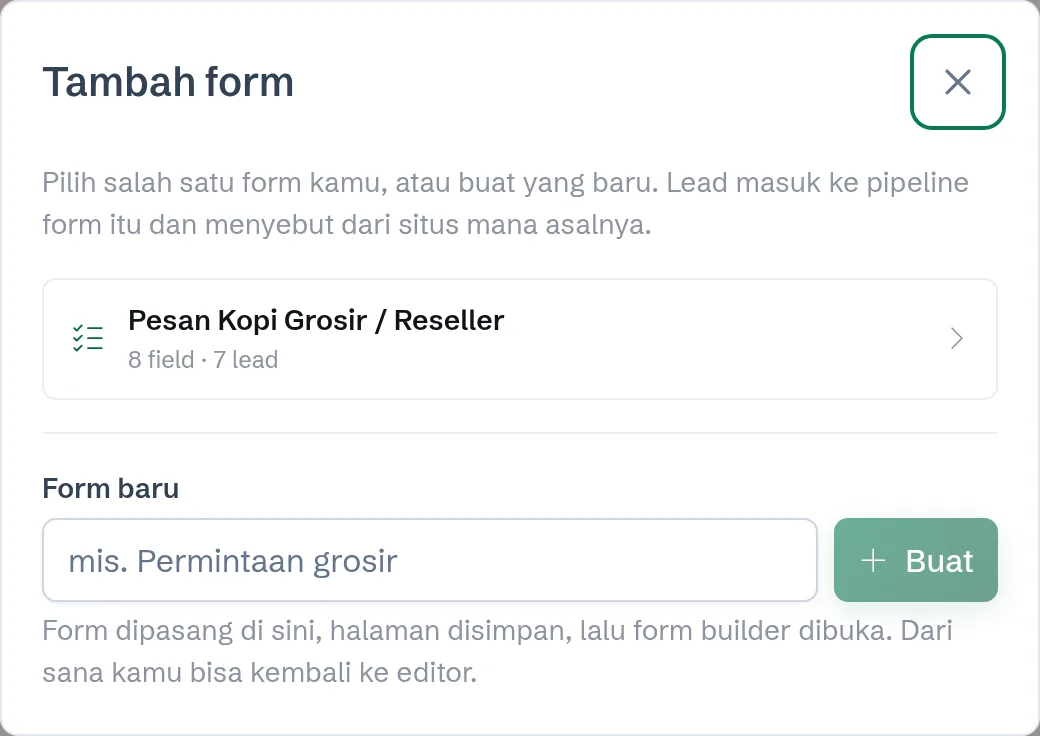 Tambah form
Pilih salah satu form kamu, atau buat yang baru. Lead masuk ke pipeline
form itu dan menyebut dari situs mana asalnya.
Pesan Kopi Grosir / Reseller
8 field · 7 lead
Form baru
mis. Permintaan grosir
Buat
Form dipasang di sini, halaman disimpan, lalu form builder dibuka. Dari
sana kamu bisa kembali ke editor.